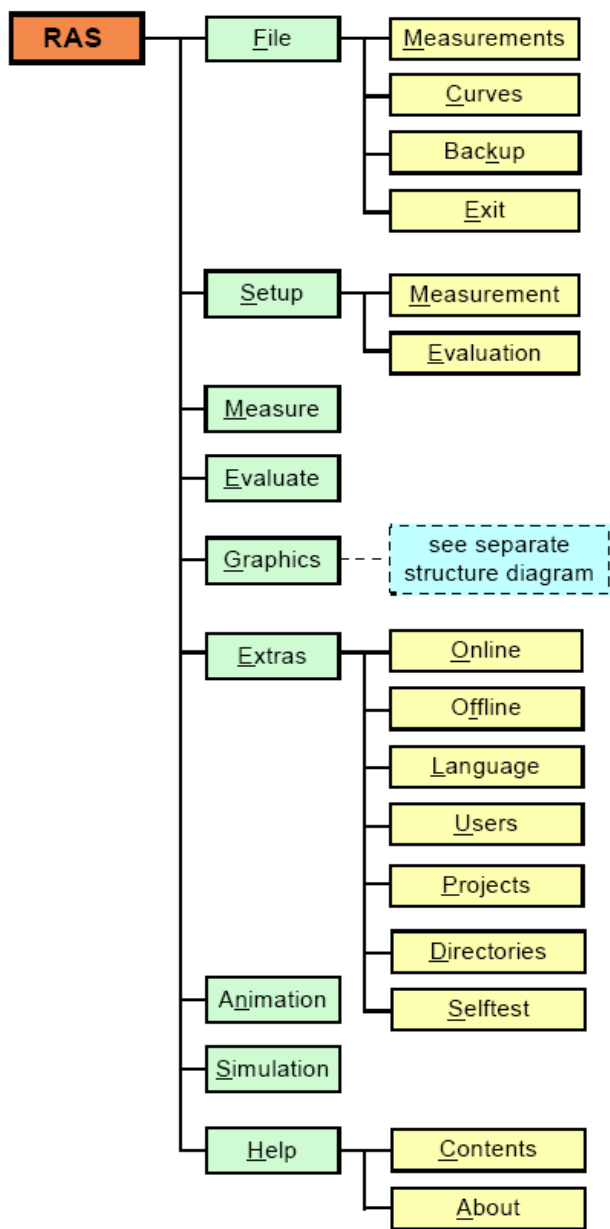 RAS
File
Measurements
Curves
Backup
Exit
Setup
Measurement
Evaluation
Measure
Evaluate
Graphics
see separate
structure diagram
Extras
Online
Offline
Language
Users
Projects
Directories
Selftest
Animation
Simulation
Help
Contents
About